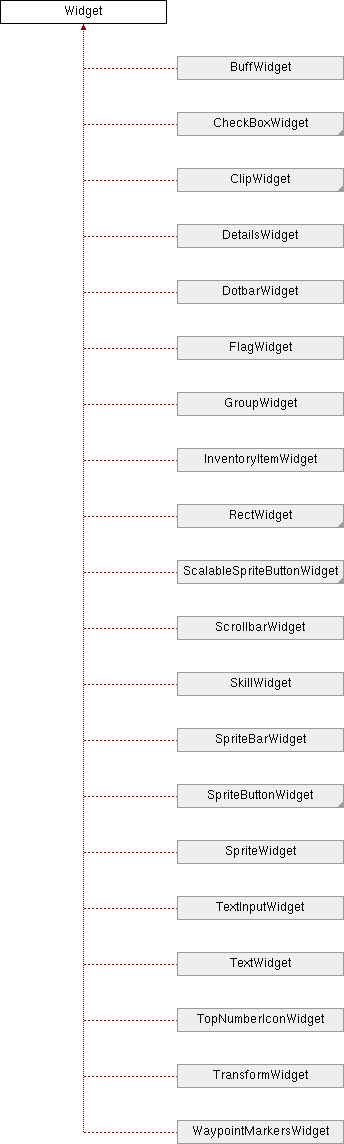 Widget
BuffWidget
CheckBoxWidget
ClipWidget
DetailsWidget
DotbarWidget
FlagWidget
GroupWidget
InventoryItemWidget
RectWidget
ScalableSpriteButtonWidget
ScrollbarWidget
SkillWidget
SpriteBarWidget
SpriteButtonWidget
SpriteWidget
TextInputWidget
TextWidget
TopNumberIconWidget
TransformWidget
WaypointMarkersWidget